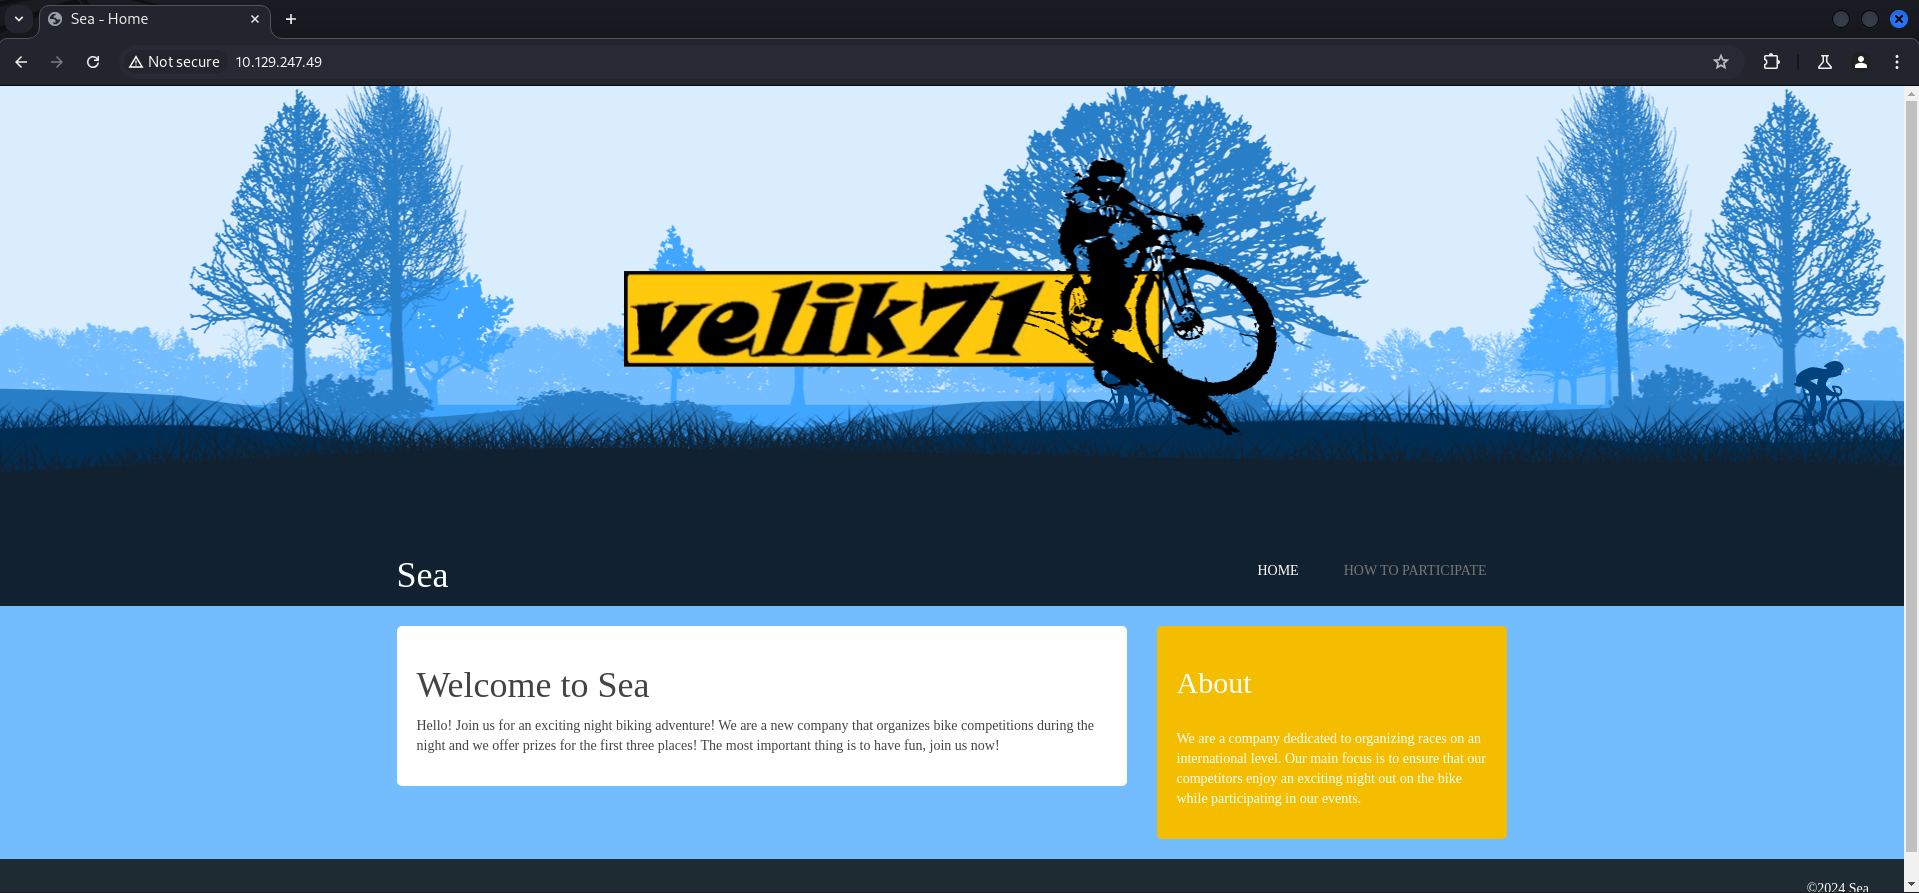 Sea - Home
Not secure
10.129.247.49
velik71
Sea
HOME
HOW TO PARTICIPATE
Welcome to Sea
Hello! Join us for an exciting night biking adventure! We are a new company that organizes bike competitions during the
night and we offer prizes for the first three places! The most important thing is to have fun, join us now!
About
We are a company dedicated to organizing races on an
international level. Our main focus is to ensure that our
competitors enjoy an exciting night out on the bike
while participating in our events.
©2024 Sea